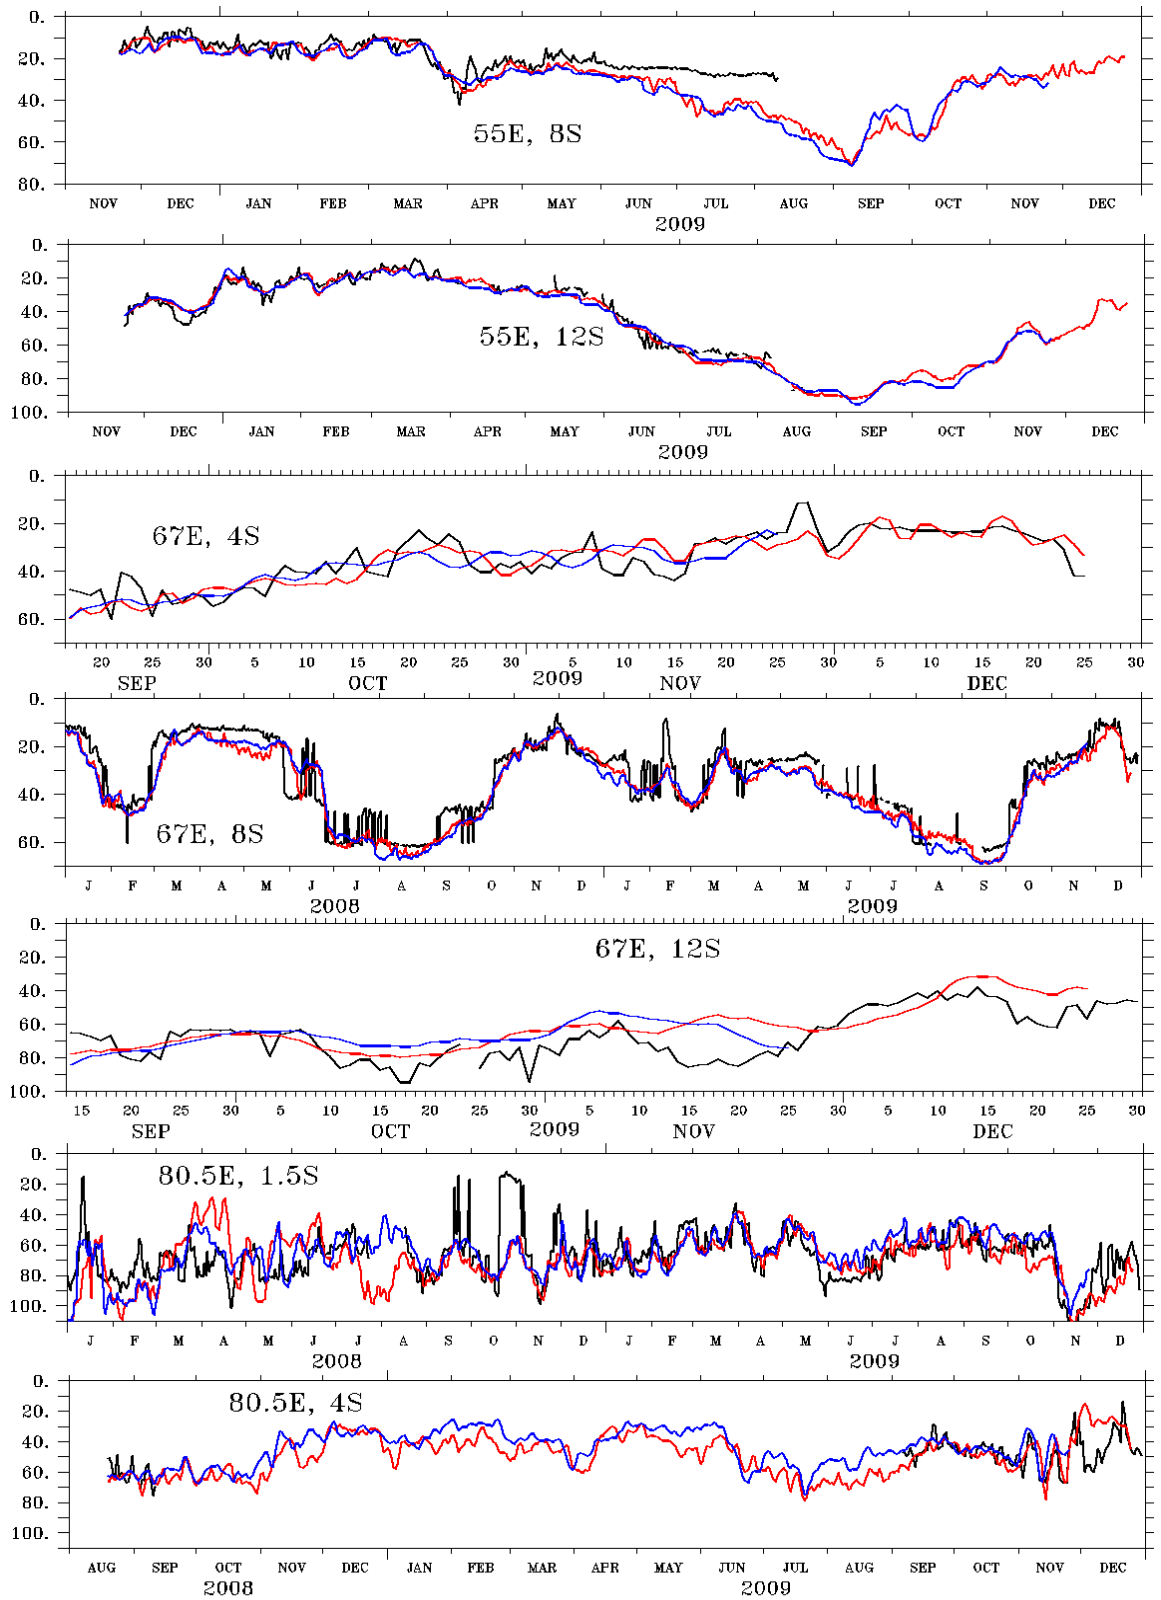 0.
20.
40.
60.
80.
55E, 8S
NOV DEC JAN FEB MAR APR MAY JUN JUL AUG SEP OCT NOV DEC
2009
0.
20.
40.
60.
80.
100.
55E, 12S
NOV DEC JAN FEB MAR APR MAY JUN JUL AUG SEP OCT NOV DEC
2009
0.
20.
40.
60.
67E, 4S
20 25 30 5 10 15 20 25 30 5 10 15 20 25 30 5 10 15 20 25 30
SEP OCT 2009 NOV DEC
0.
20.
40.
60.
67E, 8S
J F M A M J J A S O N D J F M A M J J A S O N D
2008 2009
0.
20.
40.
60.
80.
100.
67E, 12S
15 20 25 30 5 10 15 20 25 30 5 10 15 20 25 30 5 10 15 20 25 30
SEP OCT 2009 NOV DEC
0.
20.
40.
60.
80.
100.
80.5E, 1.5S
J F M A M J J A S O N D J F M A M J J A S O N D
2008 2009
0.
20.
40.
60.
80.
100.
80.5E, 4S
AUG SEP OCT NOV DEC JAN FEB MAR APR MAY JUN JUL AUG SEP OCT NOV DEC
2008 2009